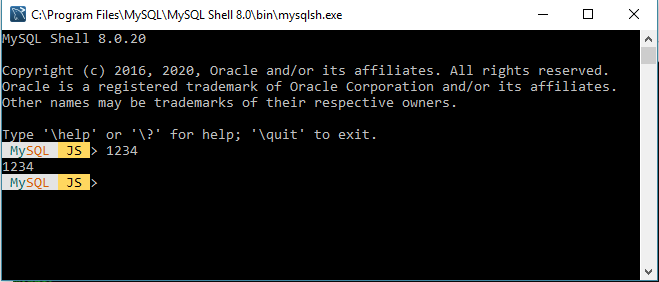 C:\Program Files\MySQL\MySQL Shell 8.0\bin\mysqlsh.exe
MySQL Shell 8.0.20
Copyright (c) 2016, 2020, Oracle and/or its affiliates. All rights reserved.
Oracle is a registered trademark of Oracle Corporation and/or its affiliates.
Other names may be trademarks of their respective owners.
Type '\help' or '\?' for help; '\quit' to exit.
MySQL JS > 1234
1234
MySQL JS >